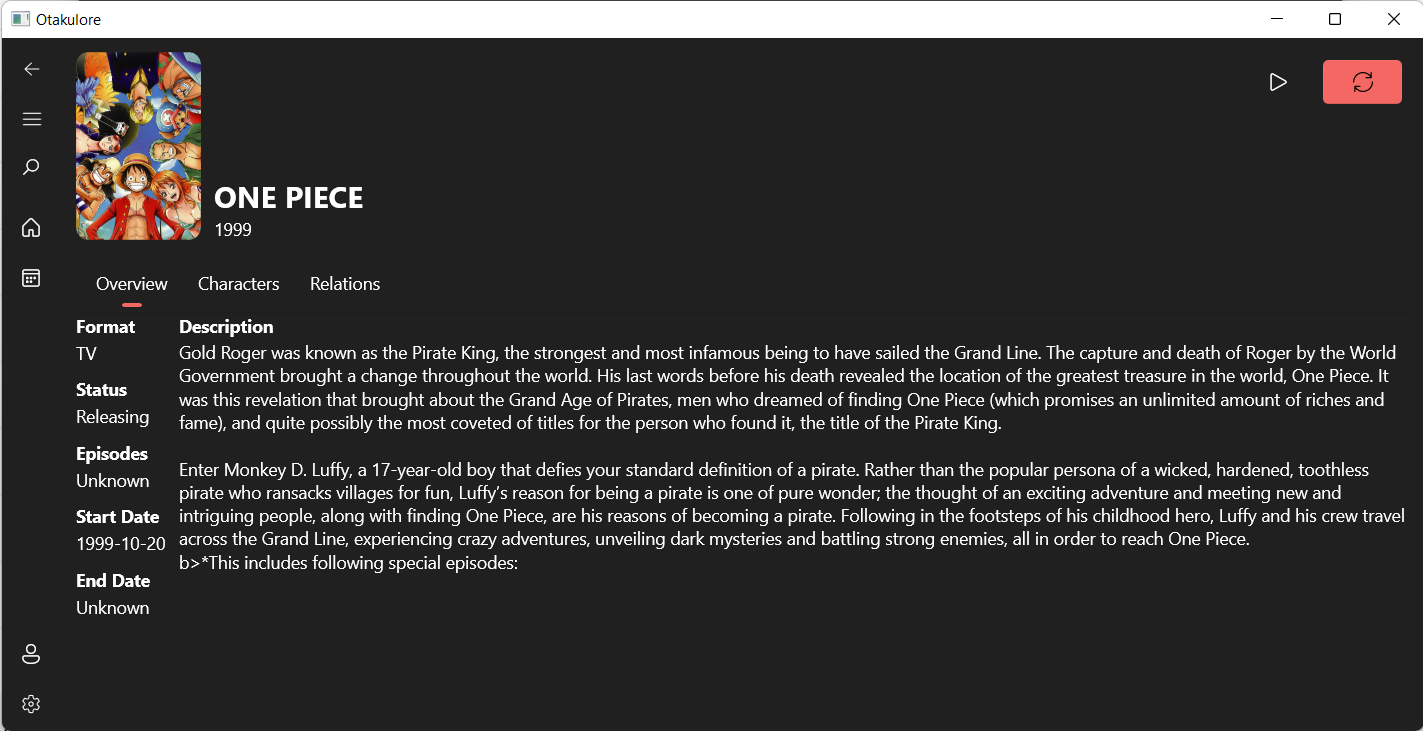 Otakulore
ONE PIECE
1999
Overview
Characters
Relations
Format
TV
Status
Releasing
Episodes
Unknown
Start Date
1999-10-20
End Date
Unknown
Description
Gold Roger was known as the Pirate King, the strongest and most infamous being to have sailed the Grand Line. The capture and death of Roger by the World
Government brought a change throughout the world. His last words before his death revealed the location of the greatest treasure in the world, One Piece. It
was this revelation that brought about the Grand Age of Pirates, men who dreamed of finding One Piece (which promises an unlimited amount of riches and
fame), and quite possibly the most coveted of titles for the person who found it, the title of the Pirate King.
Enter Monkey D. Luffy, a 17-year-old boy that defies your standard definition of a pirate. Rather than the popular persona of a wicked, hardened, toothless
pirate who ransacks villages for fun, Luffy’s reason for being a pirate is one of pure wonder; the thought of an exciting adventure and meeting new and
intriguing people, along with finding One Piece, are his reasons of becoming a pirate. Following in the footsteps of his childhood hero, Luffy and his crew travel
across the Grand Line, experiencing crazy adventures, unveiling dark mysteries and battling strong enemies, all in order to reach One Piece.
b>*This includes following special episodes: